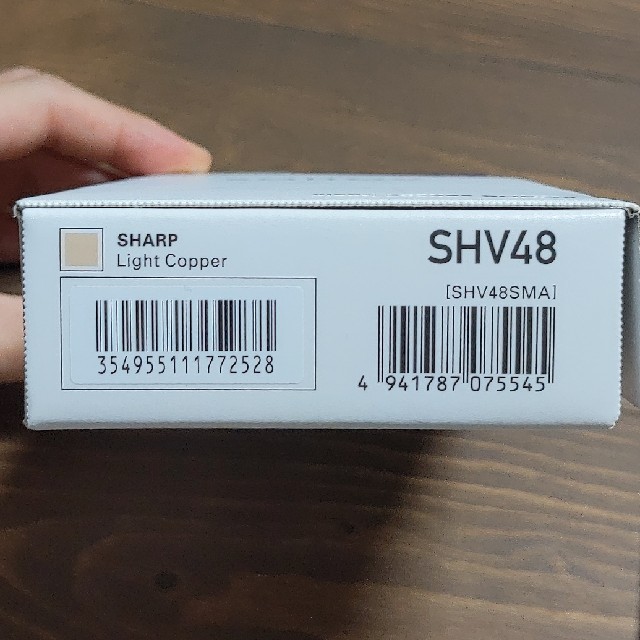 SHARP
Light Copper
SHV48
[SHV48SMA]
354955111772528
4 941787 075545